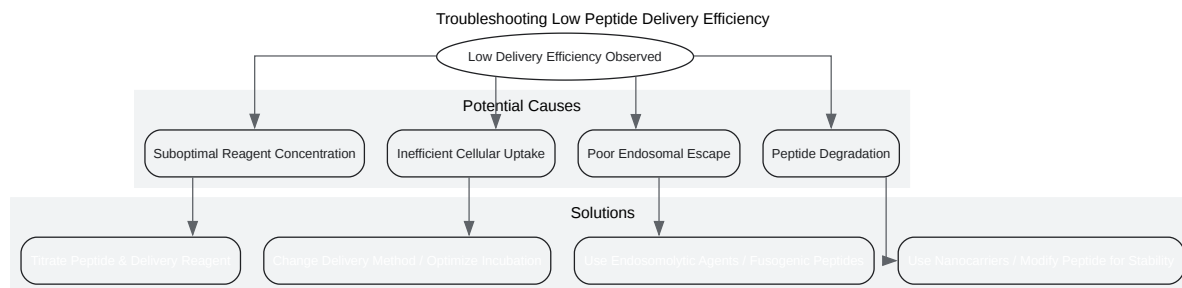 Troubleshooting Low Peptide Delivery Efficiency
Low Delivery Efficiency Observed
Potential Causes
Suboptimal Reagent Concentration
Inefficient Cellular Uptake
Poor Endosomal Escape
Peptide Degradation
Solutions
Titrate Peptide & Delivery Reagent
Change Delivery Method / Optimize Incubation
Use Endosomolytic Agents / Fusogenic Peptides
Use Nanocarriers / Modify Peptide for Stability